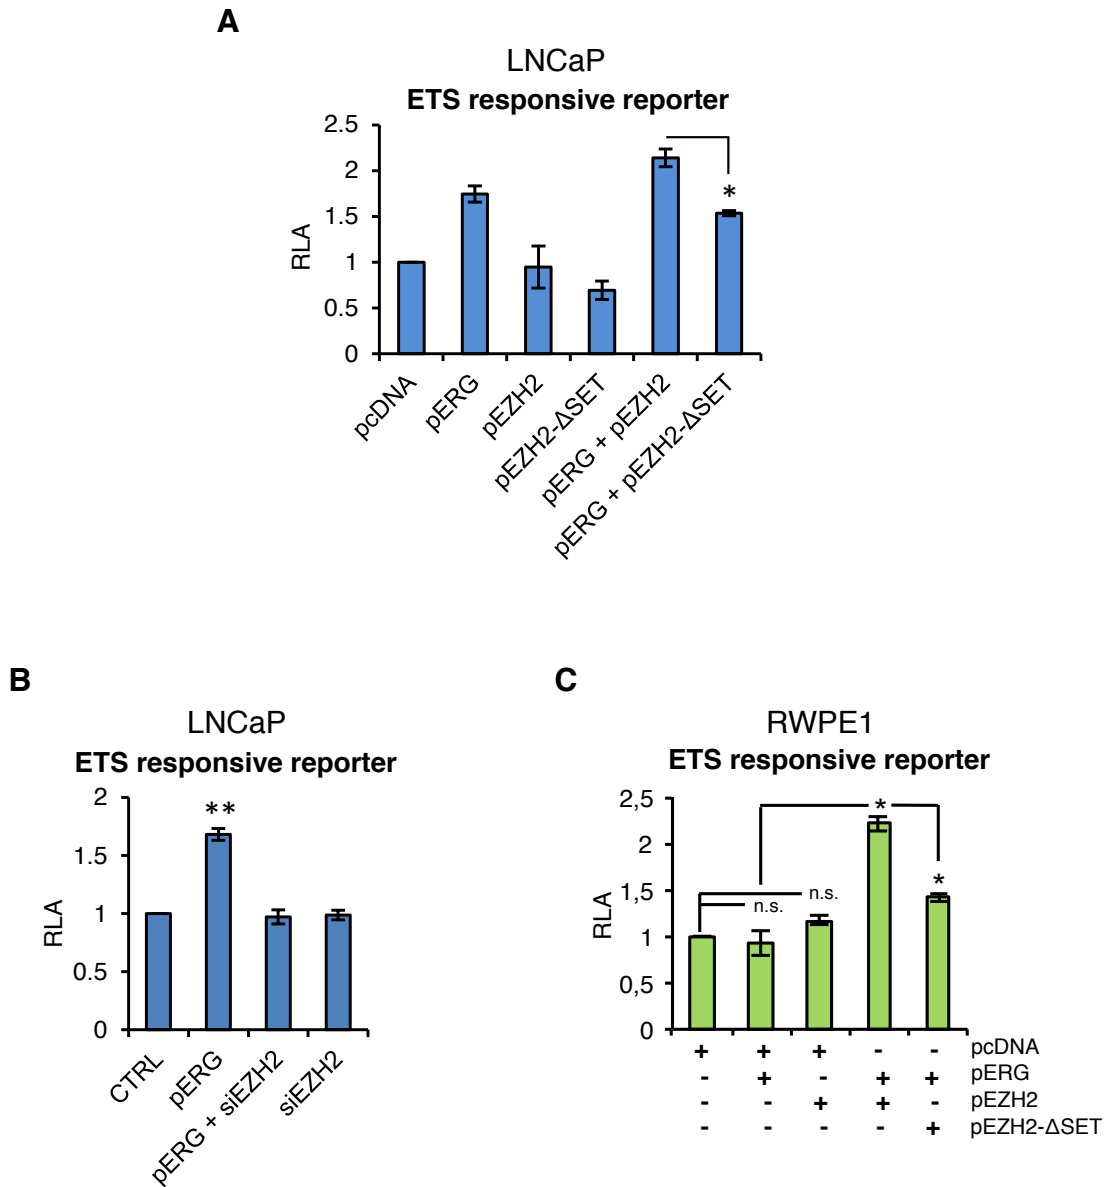 A
LNCaP
ETS responsive reporter
2.5
2
1.5
1
0.5
0
RLA
*
pcDNA
pERG
pEZH2
pEZH2-ΔSET
pERG + pEZH2
pERG + pEZH2-ΔSET
B
LNCaP
ETS responsive reporter
2
1.5
1
0.5
0
RLA
**
CTRL
pERG
pERG + siEZH2
siEZH2
C
RWPE1
ETS responsive reporter
2,5
2
1,5
1
0,5
0
RLA
*
*
n.s.
n.s.
+ + + - - pcDNA
- + - + + pERG
- - + + - pEZH2
- - - - + pEZH2-ΔSET